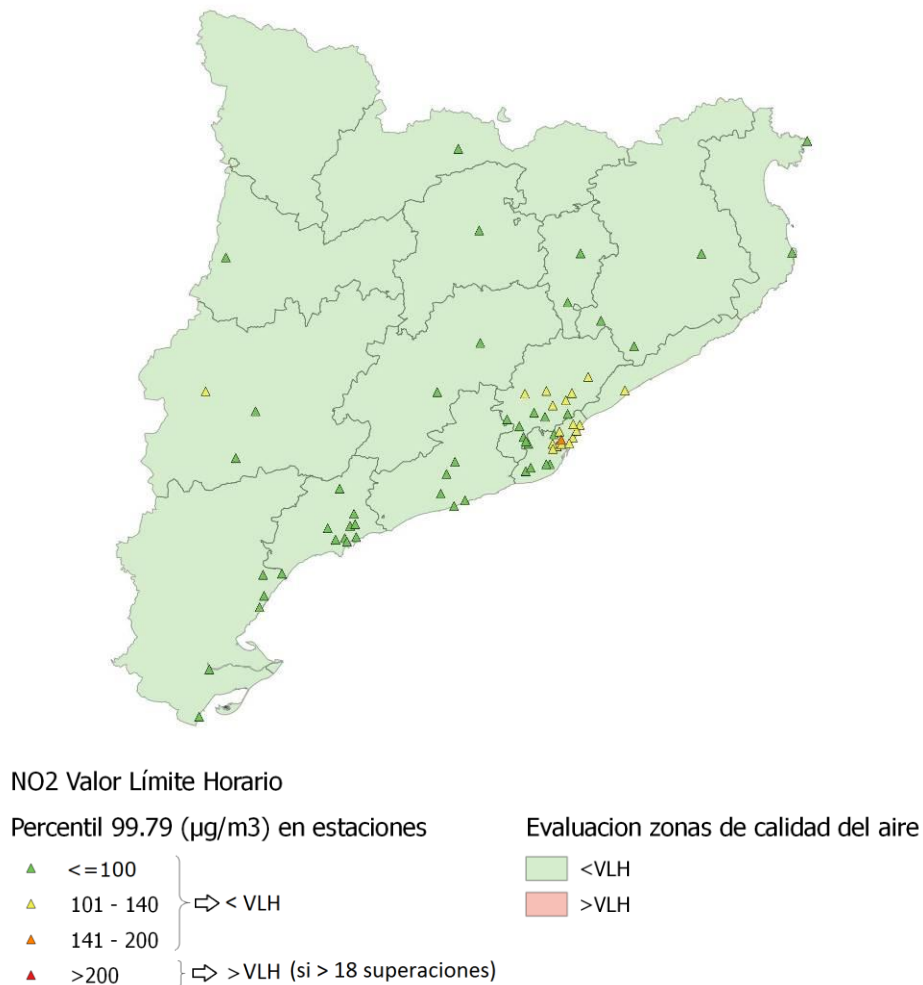 NO2 Valor Límite Horario
Percentil 99.79 (µg/m3) en estaciones
<=100
101 - 140
141 - 200
< VLH
>200
>VLH (si > 18 superaciones)
Evaluacion zonas de calidad del aire
<VLH
>VLH